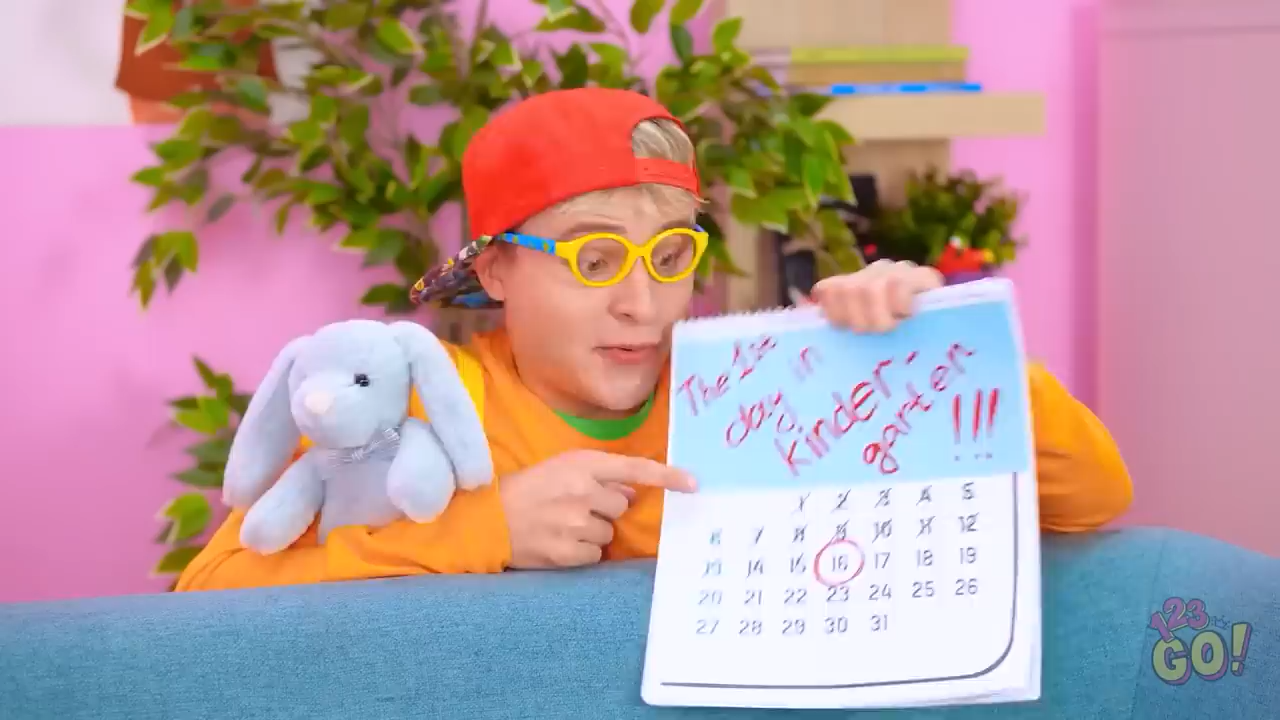 The 1st
day in
kinder-
garten
!!!
1 2 3 4 5
6 7 8 9 10 11 12
13 14 15 16 17 18 19
20 21 22 23 24 25 26
27 28 29 30 31
123
GO!